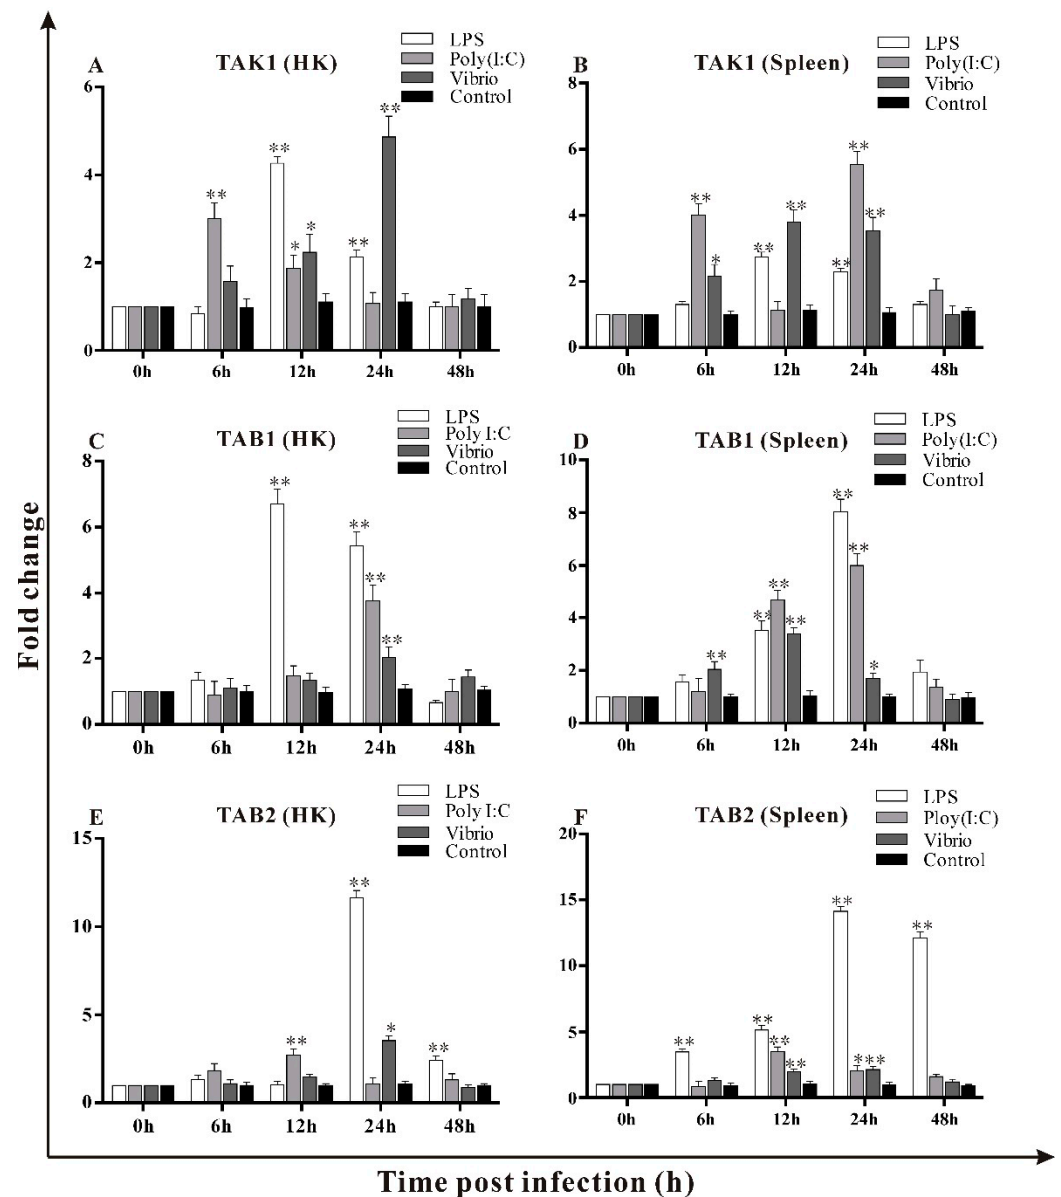 A
TAK1 (HK)
LPS
Poly(I:C)
Vibrio
Control
6
4
2
0
** ** * * ** **
0h 6h 12h 24h 48h
B
TAK1 (Spleen)
LPS
Poly(I:C)
Vibrio
Control
8
6
4
2
0
** * ** ** ** ** **
0h 6h 12h 24h 48h
C
TAB1 (HK)
LPS
Poly I:C
Vibrio
Control
8
6
4
2
0
** ** ** **
0h 6h 12h 24h 48h
D
TAB1 (Spleen)
LPS
Poly(I:C)
Vibrio
Control
10
8
6
4
2
0
** ** ** ** ** ** *
0h 6h 12h 24h 48h
E
TAB2 (HK)
LPS
Poly I:C
Vibrio
Control
15
10
5
0
** ** * **
0h 6h 12h 24h 48h
F
TAB2 (Spleen)
LPS
Ploy(I:C)
Vibrio
Control
20
15
10
5
0
** ** ** ** ** *** **
0h 6h 12h 24h 48h
Fold change
Time post infection (h)